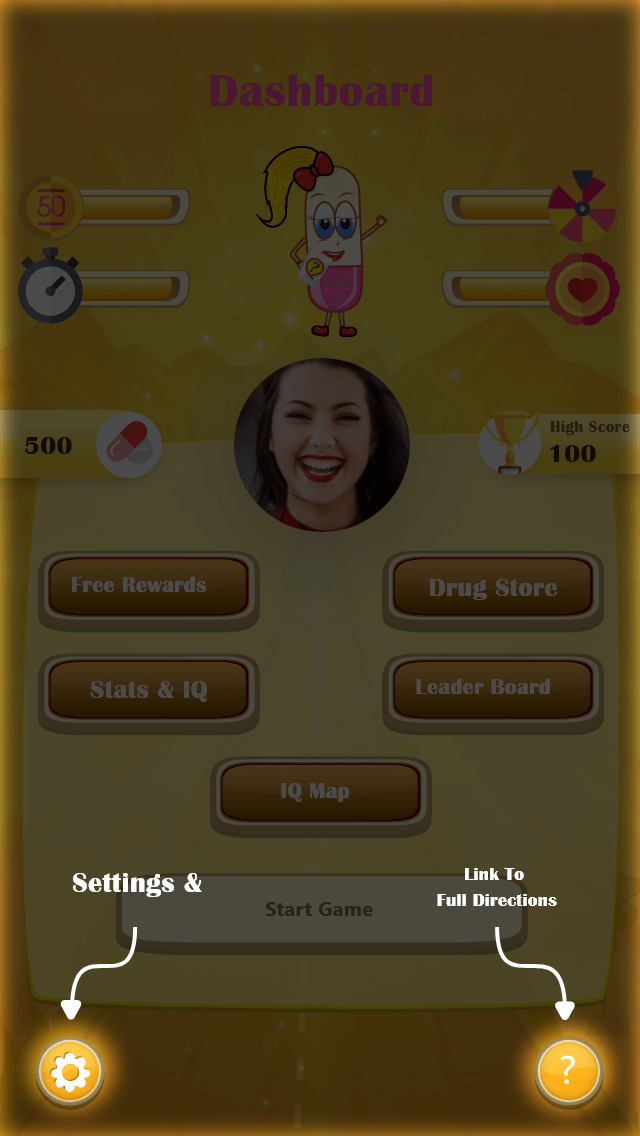 Dashboard
50
500
High Score
100
Free Rewards
Drug Store
Stats & IQ
Leader Board
IQ Map
Settings &
Link To
Full Directions
Start Game
?